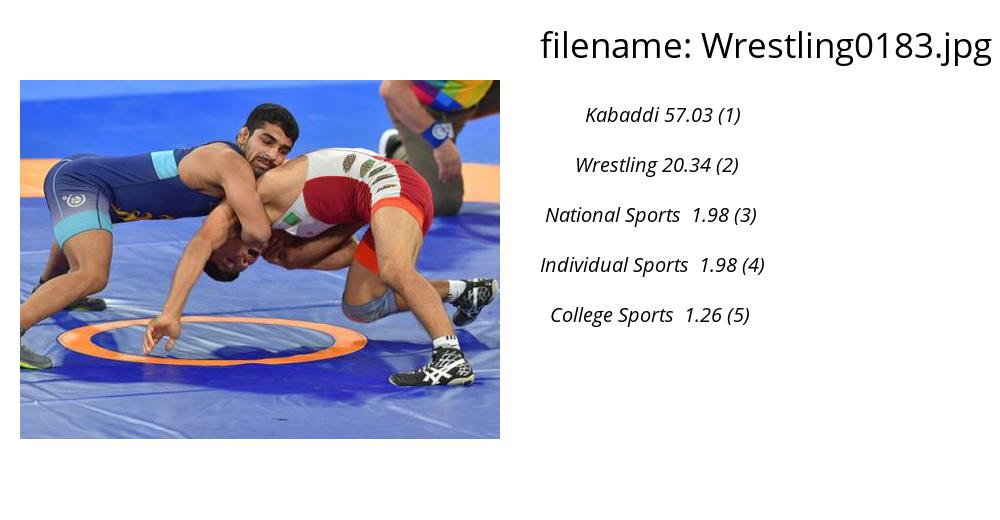 filename: Wrestling0183.jpg
Kabaddi 57.03 (1)
Wrestling 20.34 (2)
National Sports 1.98 (3)
Individual Sports 1.98 (4)
College Sports 1.26 (5)